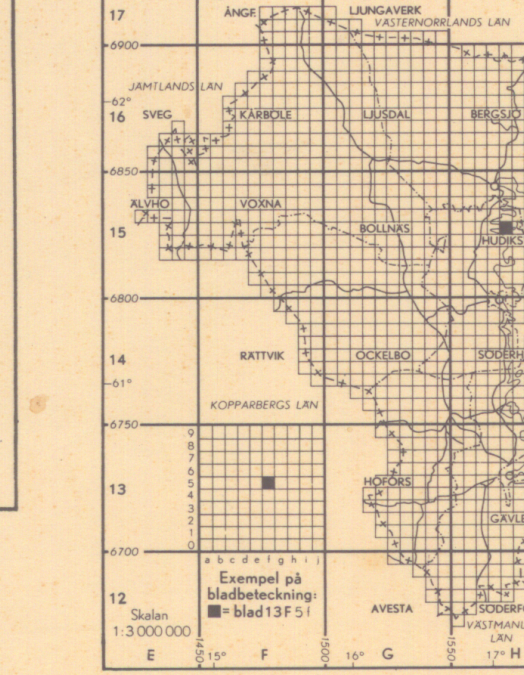 17
ÅNGE
LJUNGAVERK
VÄSTERNORRLANDS LÄN
6900
JÄMTLANDS LÄN
62°
16
SVEG
KÅRBÖLE
LJUSDAL
BERGSJÖ
6850
ÄLVHO
VOXNA
15
BOLLNÄS
HUDIKS
6800
14
RÄTTVIK
OCKELBO
SÖDERH
61°
KOPPARBERGS LÄN
6750
9
8
7
6
5
4
3
2
1
0
13
HOFORS
GÄVLE
6700
a b c d e f g h i j
Exempel på
bladbeteckning:
= blad 13 F 5 f
12
AVESTA
SÖDERFO
Skalan
1:3 000 000
VÄSTMANL
LÄN
1450
1500
1550
E 15° F 16° G 17° H